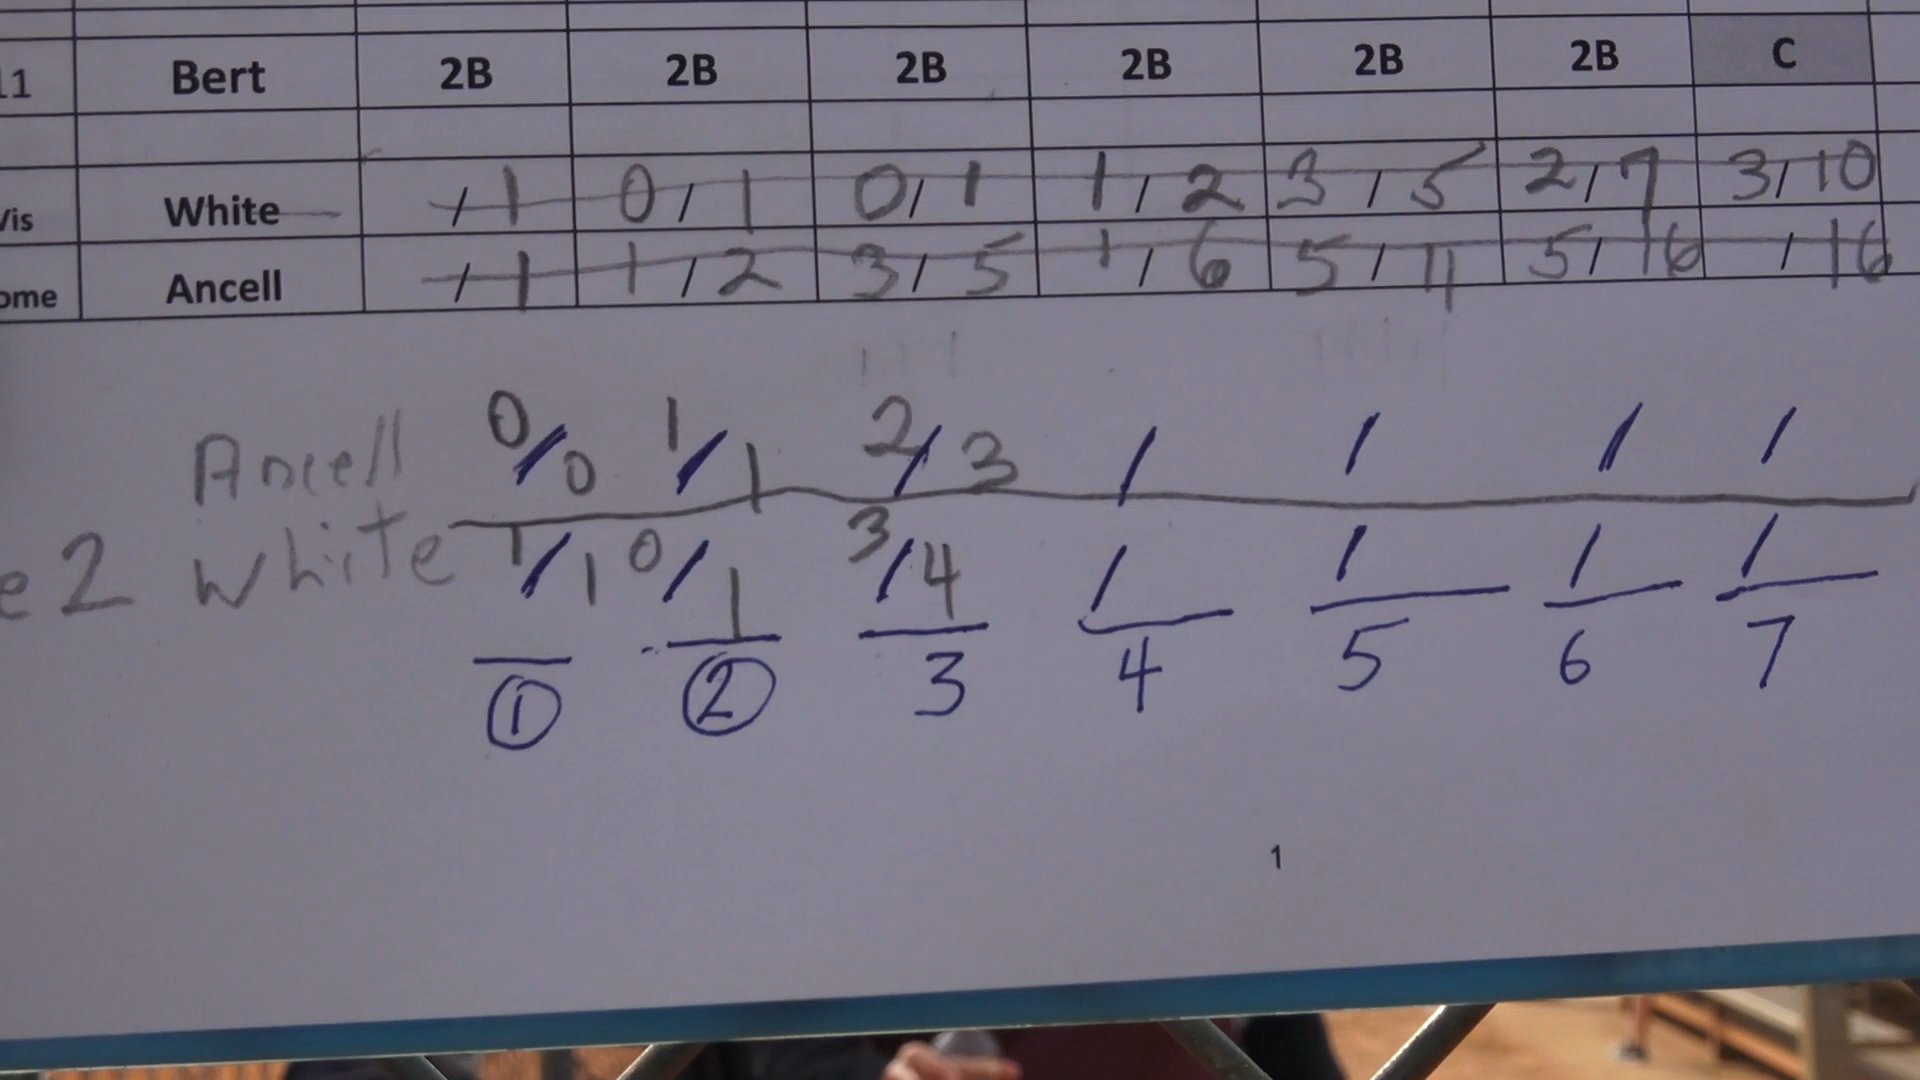 11 Bert 2B 2B 2B 2B 2B 2B C
Vis White / 1 0 / 1 0 / 1 1 / 2 3 / 5 2 / 7 3 / 10
ome Ancell / 1 1 / 2 3 / 5 1 / 6 5 / 11 5 / 16 / 16
Ancell 0/0 1/1 2/3 / / / /
e 2 White 1/1 0/1 3/4 / / / /
1 2 3 4 5 6 7
1